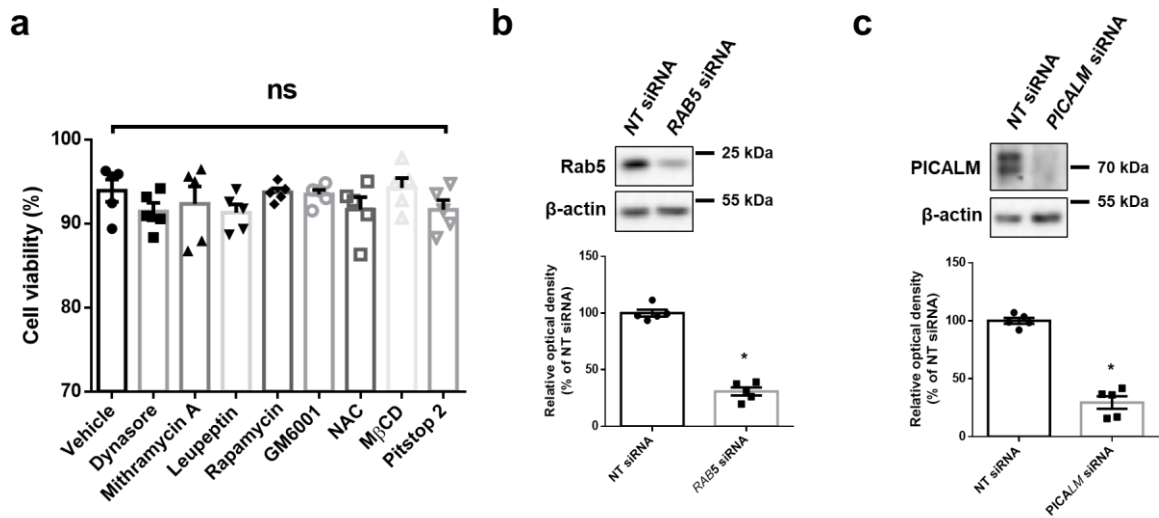 a
ns
Cell viability (%)
100
90
80
70
Vehicle
Dynasore
Mithramycin A
Leupeptin
Rapamycin
GM6001
NAC
MβCD
Pitstop 2
b
NT siRNA
RAB5 siRNA
Rab5
25 kDa
β-actin
55 kDa
Relative optical density
(% of NT siRNA)
150
100
50
0
*
NT siRNA
RAB5 siRNA
c
NT siRNA
PICALM siRNA
PICALM
70 kDa
β-actin
55 kDa
Relative optical density
(% of NT siRNA)
150
100
50
0
*
NT siRNA
PICALM siRNA